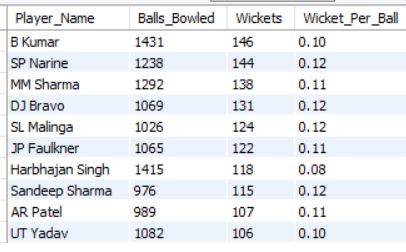 Player_Name Balls_Bowled Wickets Wicket_Per_Ball
B Kumar 1431 146 0.10
SP Narine 1238 144 0.12
MM Sharma 1292 138 0.11
DJ Bravo 1069 131 0.12
SL Malinga 1026 124 0.12
JP Faulkner 1065 122 0.11
Harbhajan Singh 1415 118 0.08
Sandeep Sharma 976 115 0.12
AR Patel 989 107 0.11
UT Yadav 1082 106 0.10